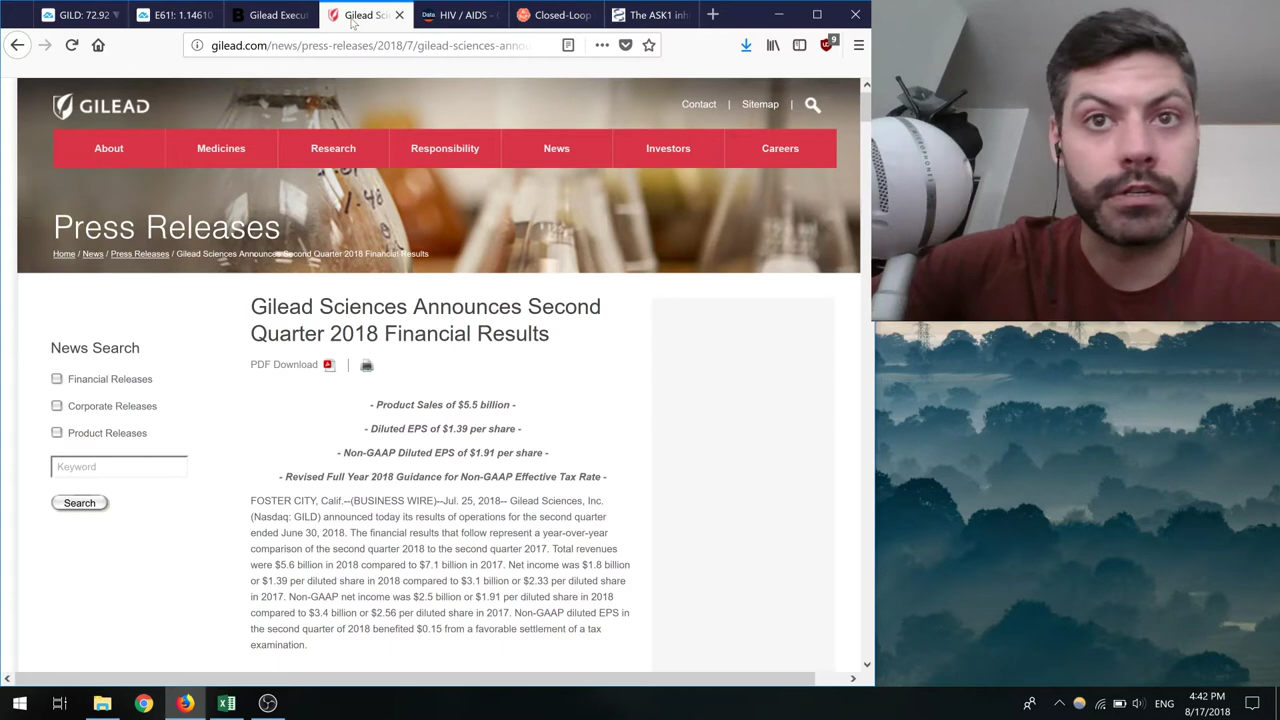 GILD: 72.92
E61!: 1.14610
Gilead Execut
Gilead Scie
HIV / AIDS -
Closed-Loop
The ASK1 inh
gilead.com/news/press-releases/2018/7/gilead-sciences-annou
9
GILEAD
Contact | Sitemap |
About
Medicines
Research
Responsibility
News
Investors
Careers
Press Releases
Home / News / Press Releases / Gilead Sciences Announces Second Quarter 2018 Financial Results
Gilead Sciences Announces Second
Quarter 2018 Financial Results
PDF Download
News Search
Financial Releases
Corporate Releases
Product Releases
Keyword
Search
- Product Sales of $5.5 billion -
- Diluted EPS of $1.39 per share -
- Non-GAAP Diluted EPS of $1.91 per share -
- Revised Full Year 2018 Guidance for Non-GAAP Effective Tax Rate -
FOSTER CITY, Calif.--(BUSINESS WIRE)--Jul. 25, 2018-- Gilead Sciences, Inc.
(Nasdaq: GILD) announced today its results of operations for the second quarter
ended June 30, 2018. The financial results that follow represent a year-over-year
comparison of the second quarter 2018 to the second quarter 2017. Total revenues
were $5.6 billion in 2018 compared to $7.1 billion in 2017. Net income was $1.8 billion
or $1.39 per diluted share in 2018 compared to $3.1 billion or $2.33 per diluted share
in 2017. Non-GAAP net income was $2.5 billion or $1.91 per diluted share in 2018
compared to $3.4 billion or $2.56 per diluted share in 2017. Non-GAAP diluted EPS in
the second quarter of 2018 benefited $0.15 from a favorable settlement of a tax
examination.
ENG
4:42 PM
8/17/2018